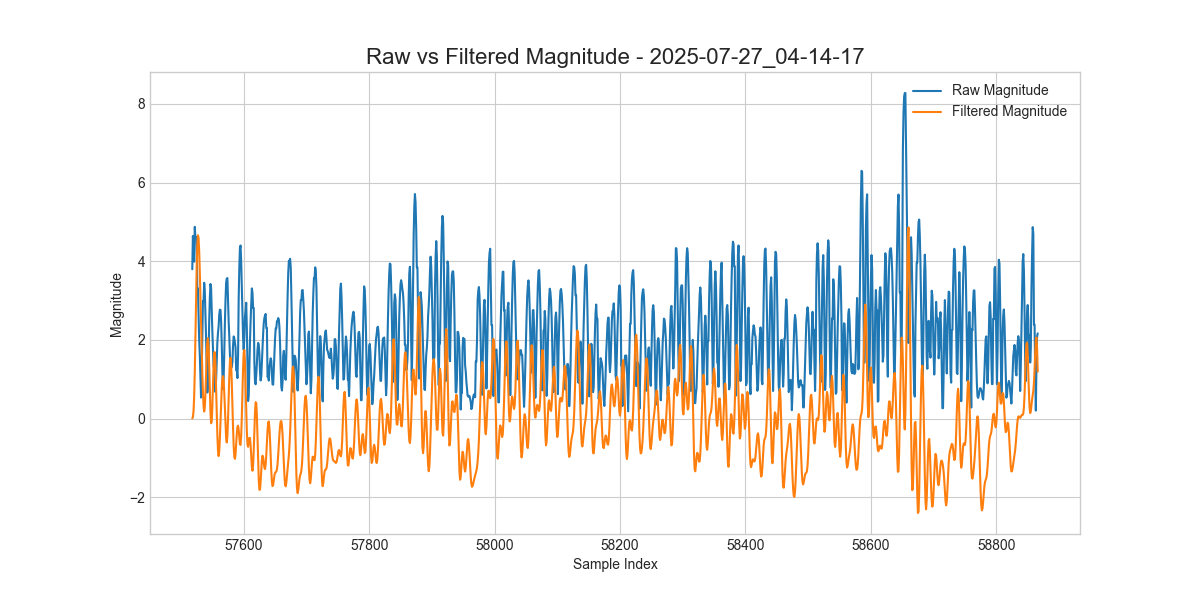 Raw vs Filtered Magnitude - 2025-07-27_04-14-17
Raw Magnitude
Filtered Magnitude
8
6
4
2
0
−2
Magnitude
57600 57800 58000 58200 58400 58600 58800
Sample Index